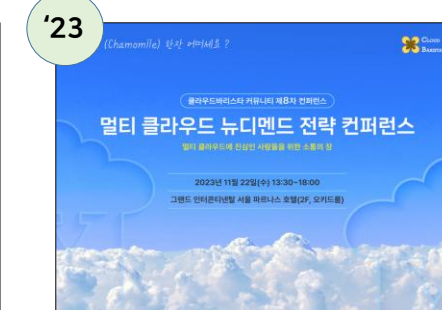 ‘23
(Chamomile) 한잔 어떠세요 ?
CLOUD
BARISTA
클라우드바리스타 커뮤니티 제8차 컨퍼런스
멀티 클라우드 뉴디멘드 전략 컨퍼런스
멀티 클라우드에 진심인 사람들을 위한 소통의 장
2023년 11월 22일(수) 13:30~18:00
그랜드 인터콘티넨탈 서울 파르나스 호텔(2F, 오키드룸)